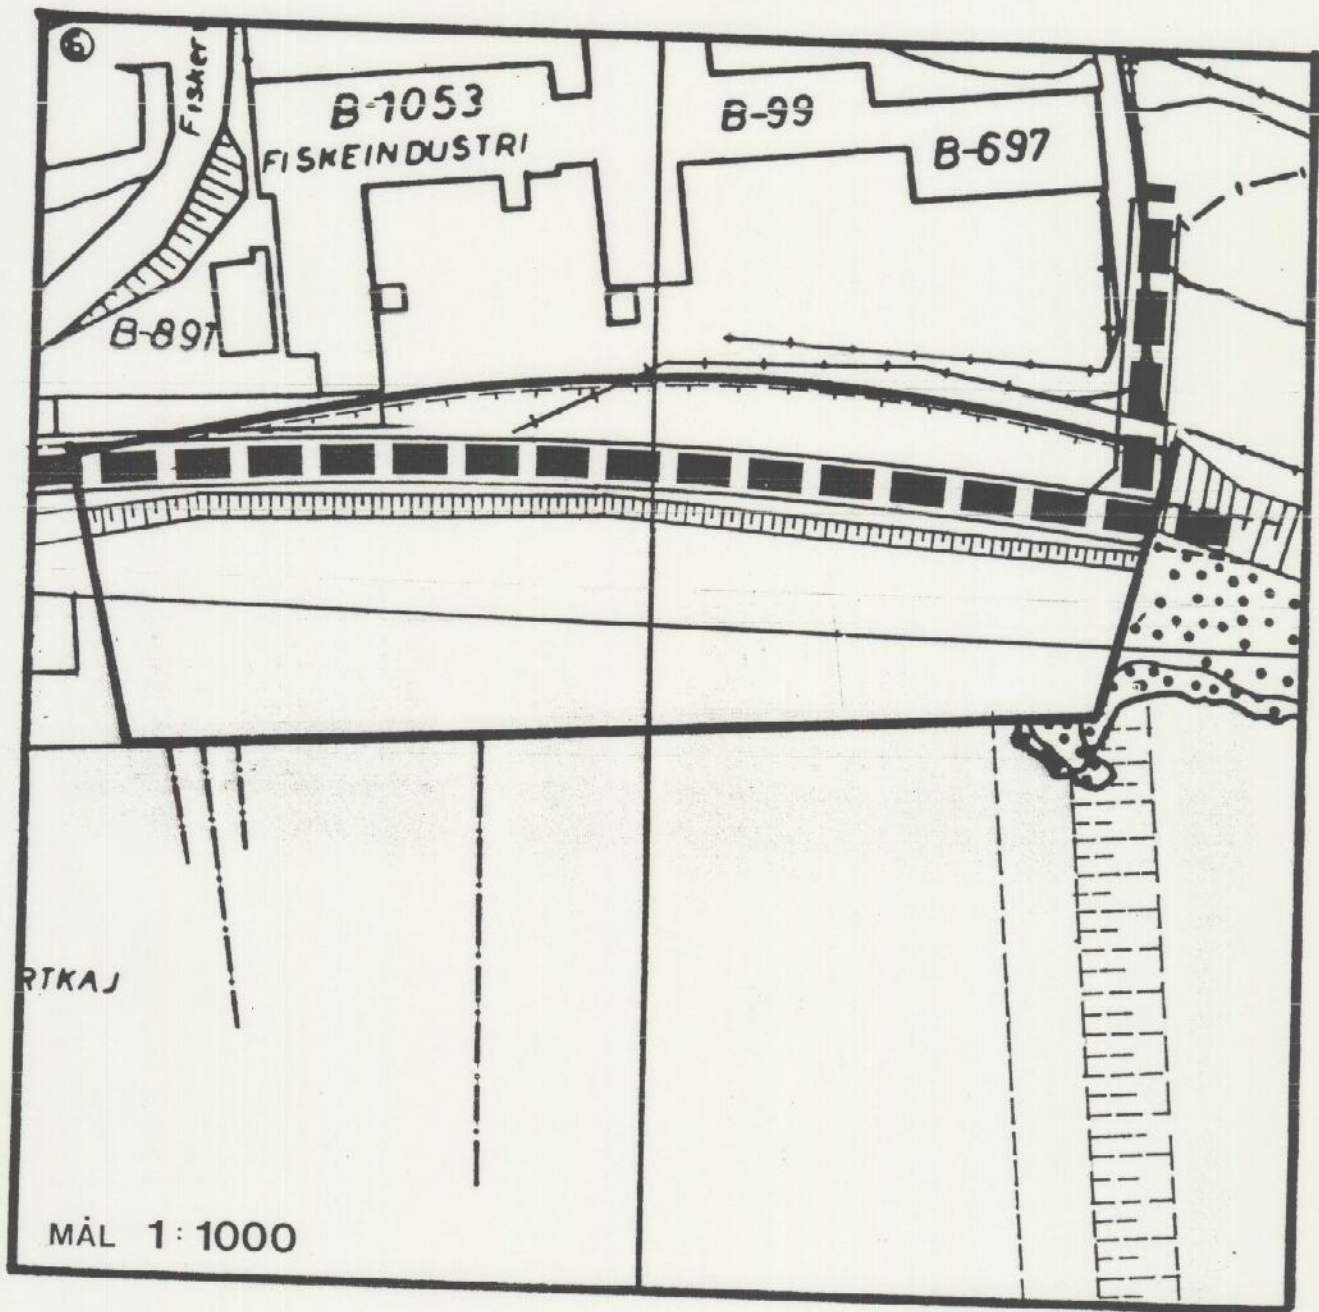 6
Fisker
B-1053
FISKEINDUSTRI
B-99
B-697
B-891
RTKAJ
MÅL 1:1000